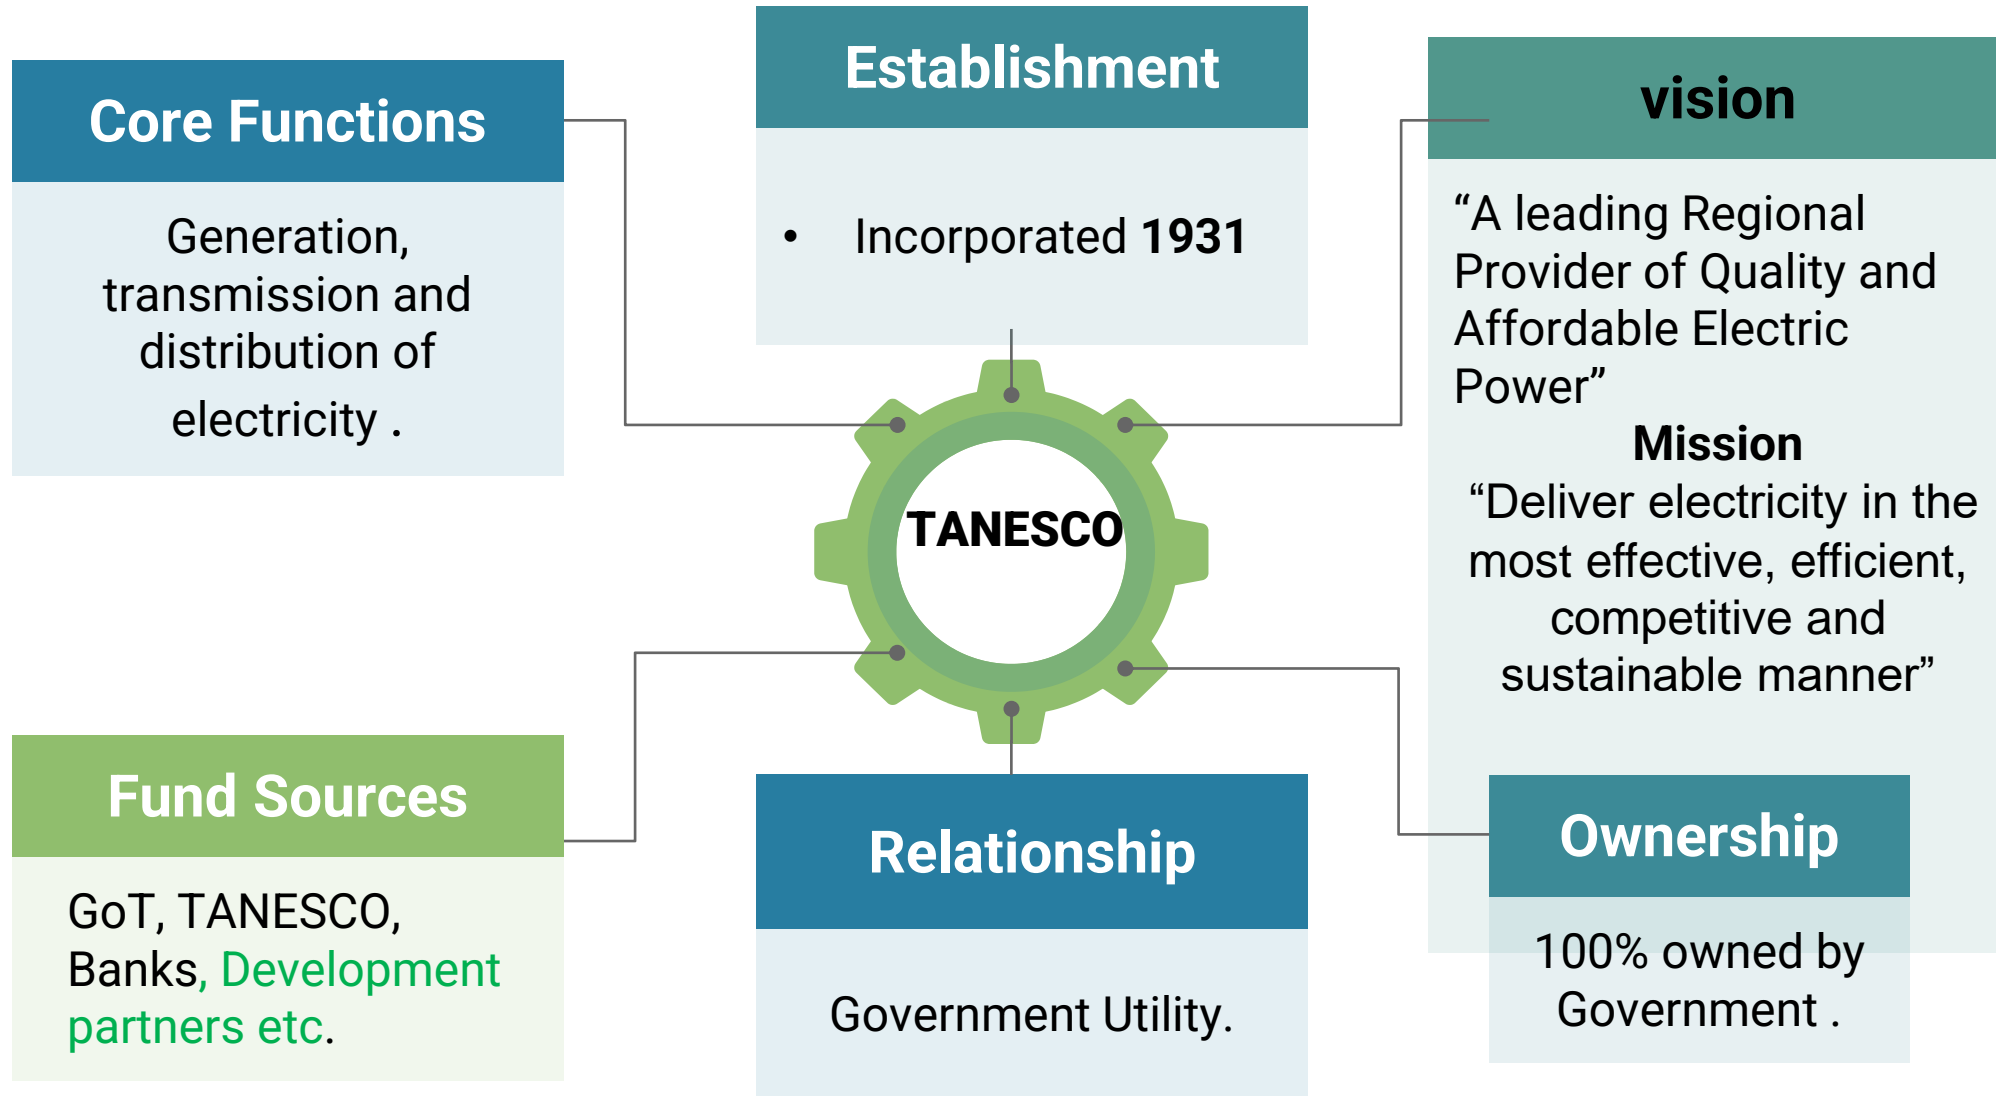 Core Functions
Generation,
transmission and
distribution of
electricity .
Establishment
• Incorporated 1931
vision
“A leading Regional
Provider of Quality and
Affordable Electric
Power”
Mission
“Deliver electricity in the
most effective, efficient,
competitive and
sustainable manner”
TANESCO
Fund Sources
GoT, TANESCO,
Banks, Development
partners etc.
Relationship
Government Utility.
Ownership
100% owned by
Government .